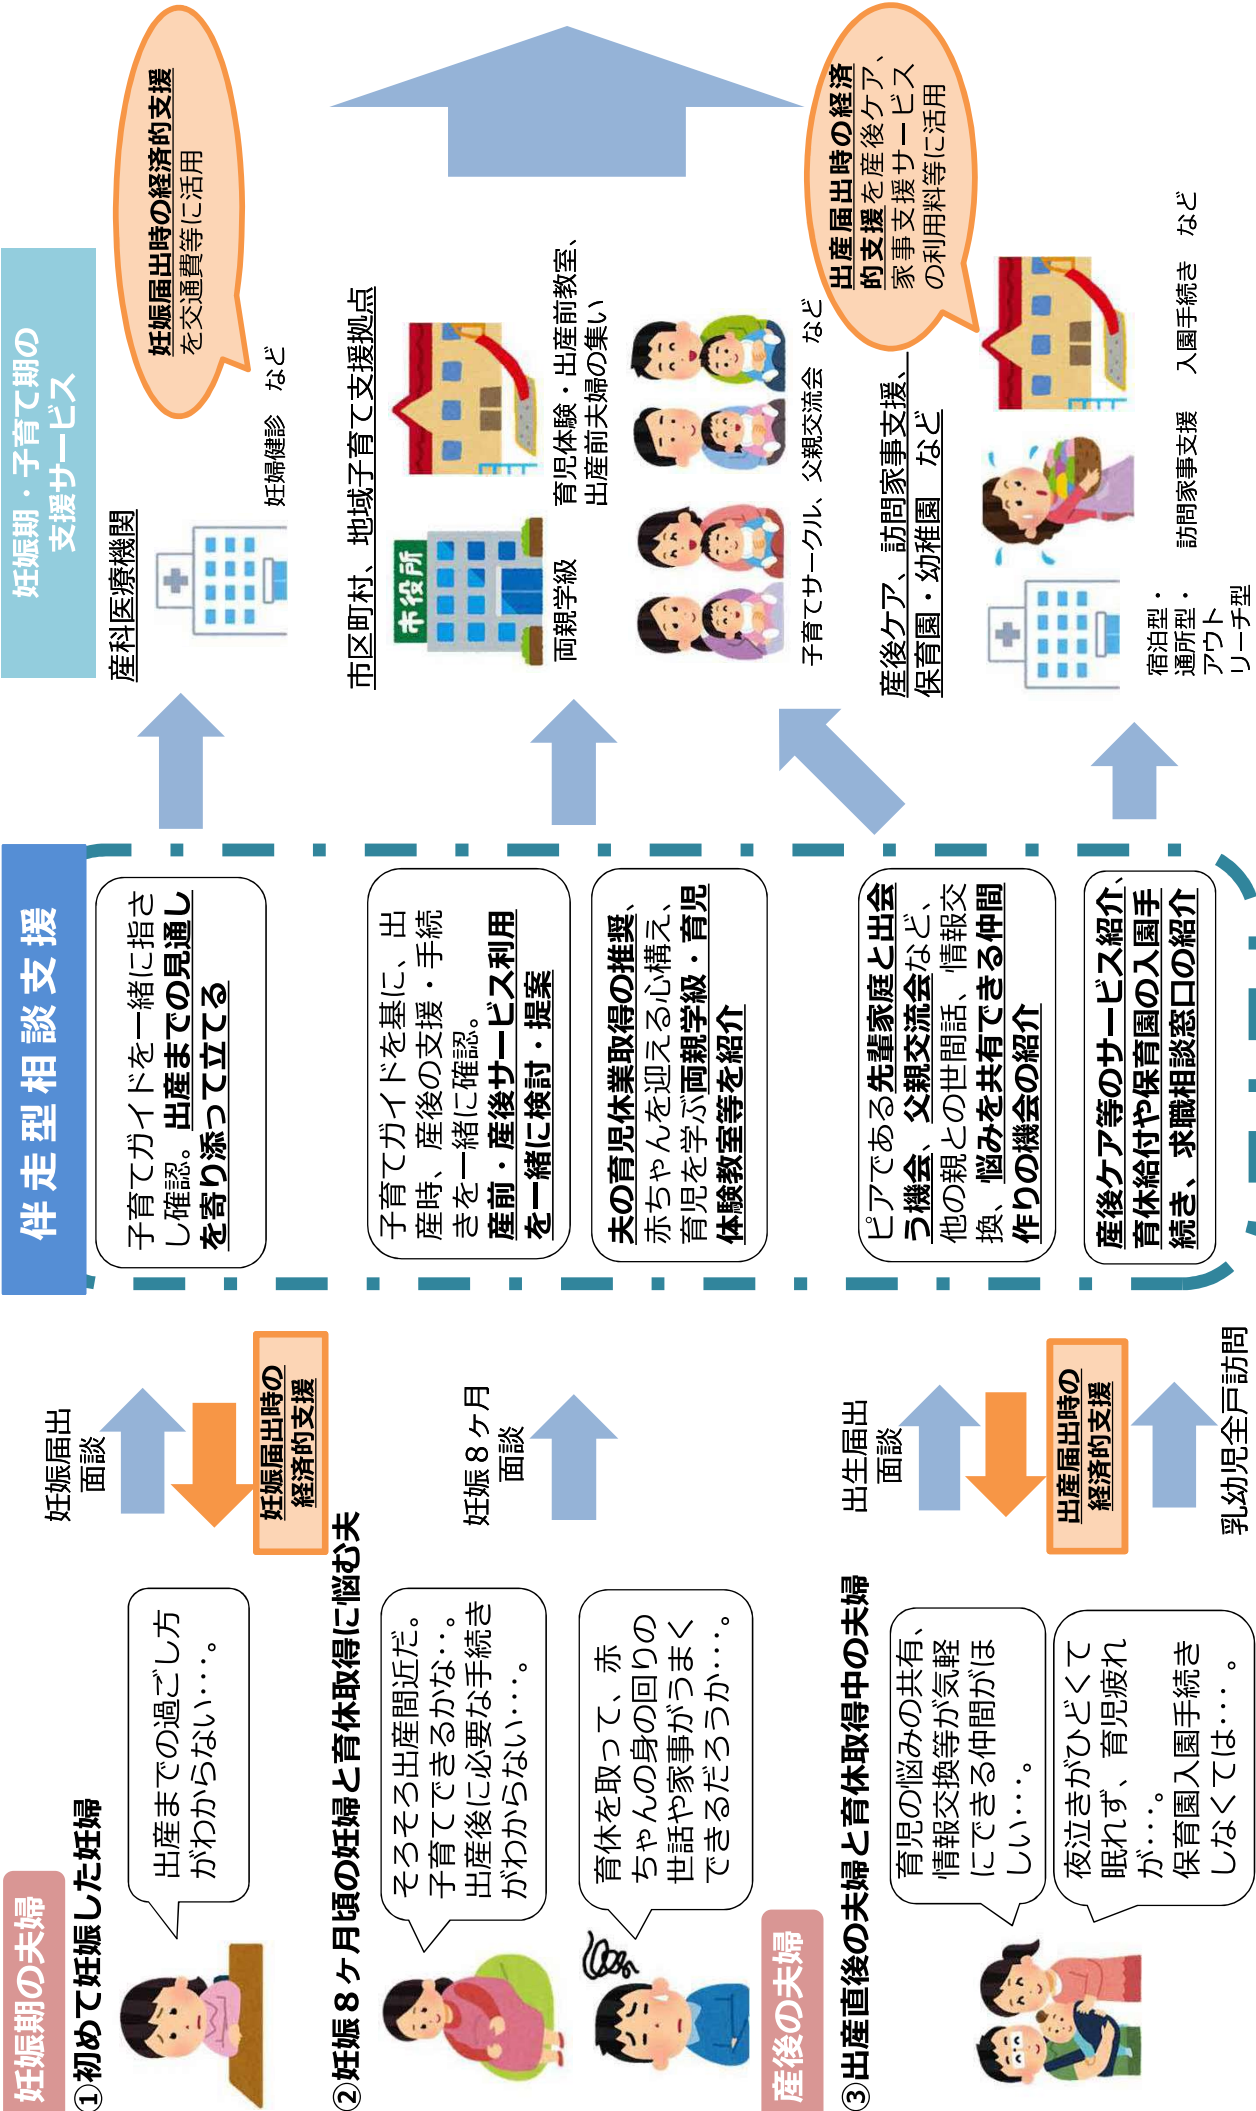 妊娠期の夫婦
①初めて妊娠した妊婦
出産までの過ごし方
がわからない･･･。
妊娠届出
面談
妊娠届出時の
経済的支援
伴走型相談支援
子育てガイドを一緒に指さ
し確認。出産までの見通し
を寄り添って立てる
妊娠期・子育て期の
支援サービス
産科医療機関
妊婦健診　など
妊娠届出時の経済的支援
を交通費等に活用
②妊娠８ヶ月頃の妊婦と育休取得に悩む夫
そろそろ出産間近だ。
子育てできるかな･･･。
出産後に必要な手続き
がわからない･･･。
育休を取って、赤
ちゃんの身の回りの
世話や家事がうまく
できるだろうか･･･。
妊娠８ヶ月
面談
子育てガイドを基に、出
産時、産後の支援・手続
きを一緒に確認。
産前・産後サービス利用
を一緒に検討・提案
夫の育児休業取得の推奨、
赤ちゃんを迎える心構え、
育児を学ぶ両親学級・育児
体験教室等を紹介
市区町村、地域子育て支援拠点
市役所
両親学級
育児体験・出産前教室、
出産前夫婦の集い
子育てサークル、父親交流会　など
産後の夫婦
③出産直後の夫婦と育休取得中の夫婦
育児の悩みの共有、
情報交換等が気軽
にできる仲間がほ
しい･･･。
夜泣きがひどくて
眠れず、育児疲れ
が･･･。
保育園入園手続き
しなくては･･･。
出生届出
面談
出産届出時の
経済的支援
乳幼児全戸訪問
ピアである先輩家庭と出会
う機会、父親交流会など、
他の親との世間話、情報交
換、悩みを共有できる仲間
作りの機会の紹介
産後ケア等のサービス紹介、
育休給付や保育園の入園手
続き、求職相談窓口の紹介
産後ケア、訪問家事支援、
保育園・幼稚園　など
宿泊型・
通所型・
アウト
リーチ型
訪問家事支援
入園手続き　など
出産届出時の経済
的支援を産後ケア、
家事支援サービス
の利用料等に活用